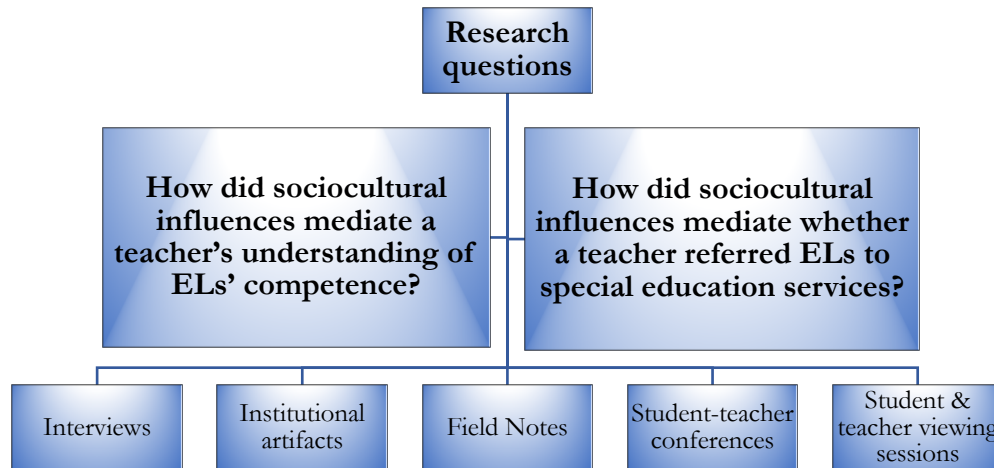 Research
questions
How did sociocultural
influences mediate a
teacher’s understanding of
ELs’ competence?
How did sociocultural
influences mediate whether
a teacher referred ELs to
special education services?
Interviews
Institutional
artifacts
Field Notes
Student-teacher
conferences
Student &
teacher viewing
sessions